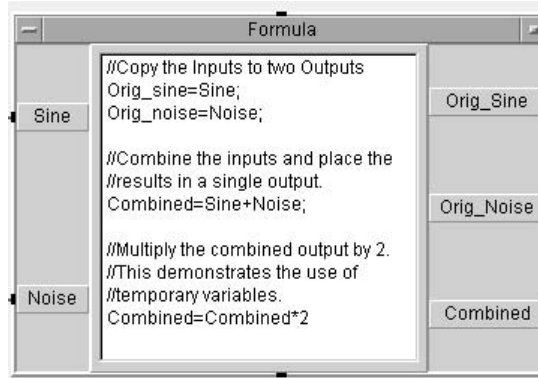 Formula
//Copy the Inputs to two Outputs
Orig_sine=Sine;
Orig_noise=Noise;
//Combine the inputs and place the
//results in a single output.
Combined=Sine+Noise;
//Multiply the combined output by 2.
//This demonstrates the use of
//temporary variables.
Combined=Combined*2
Sine
Noise
Orig_Sine
Orig_Noise
Combined